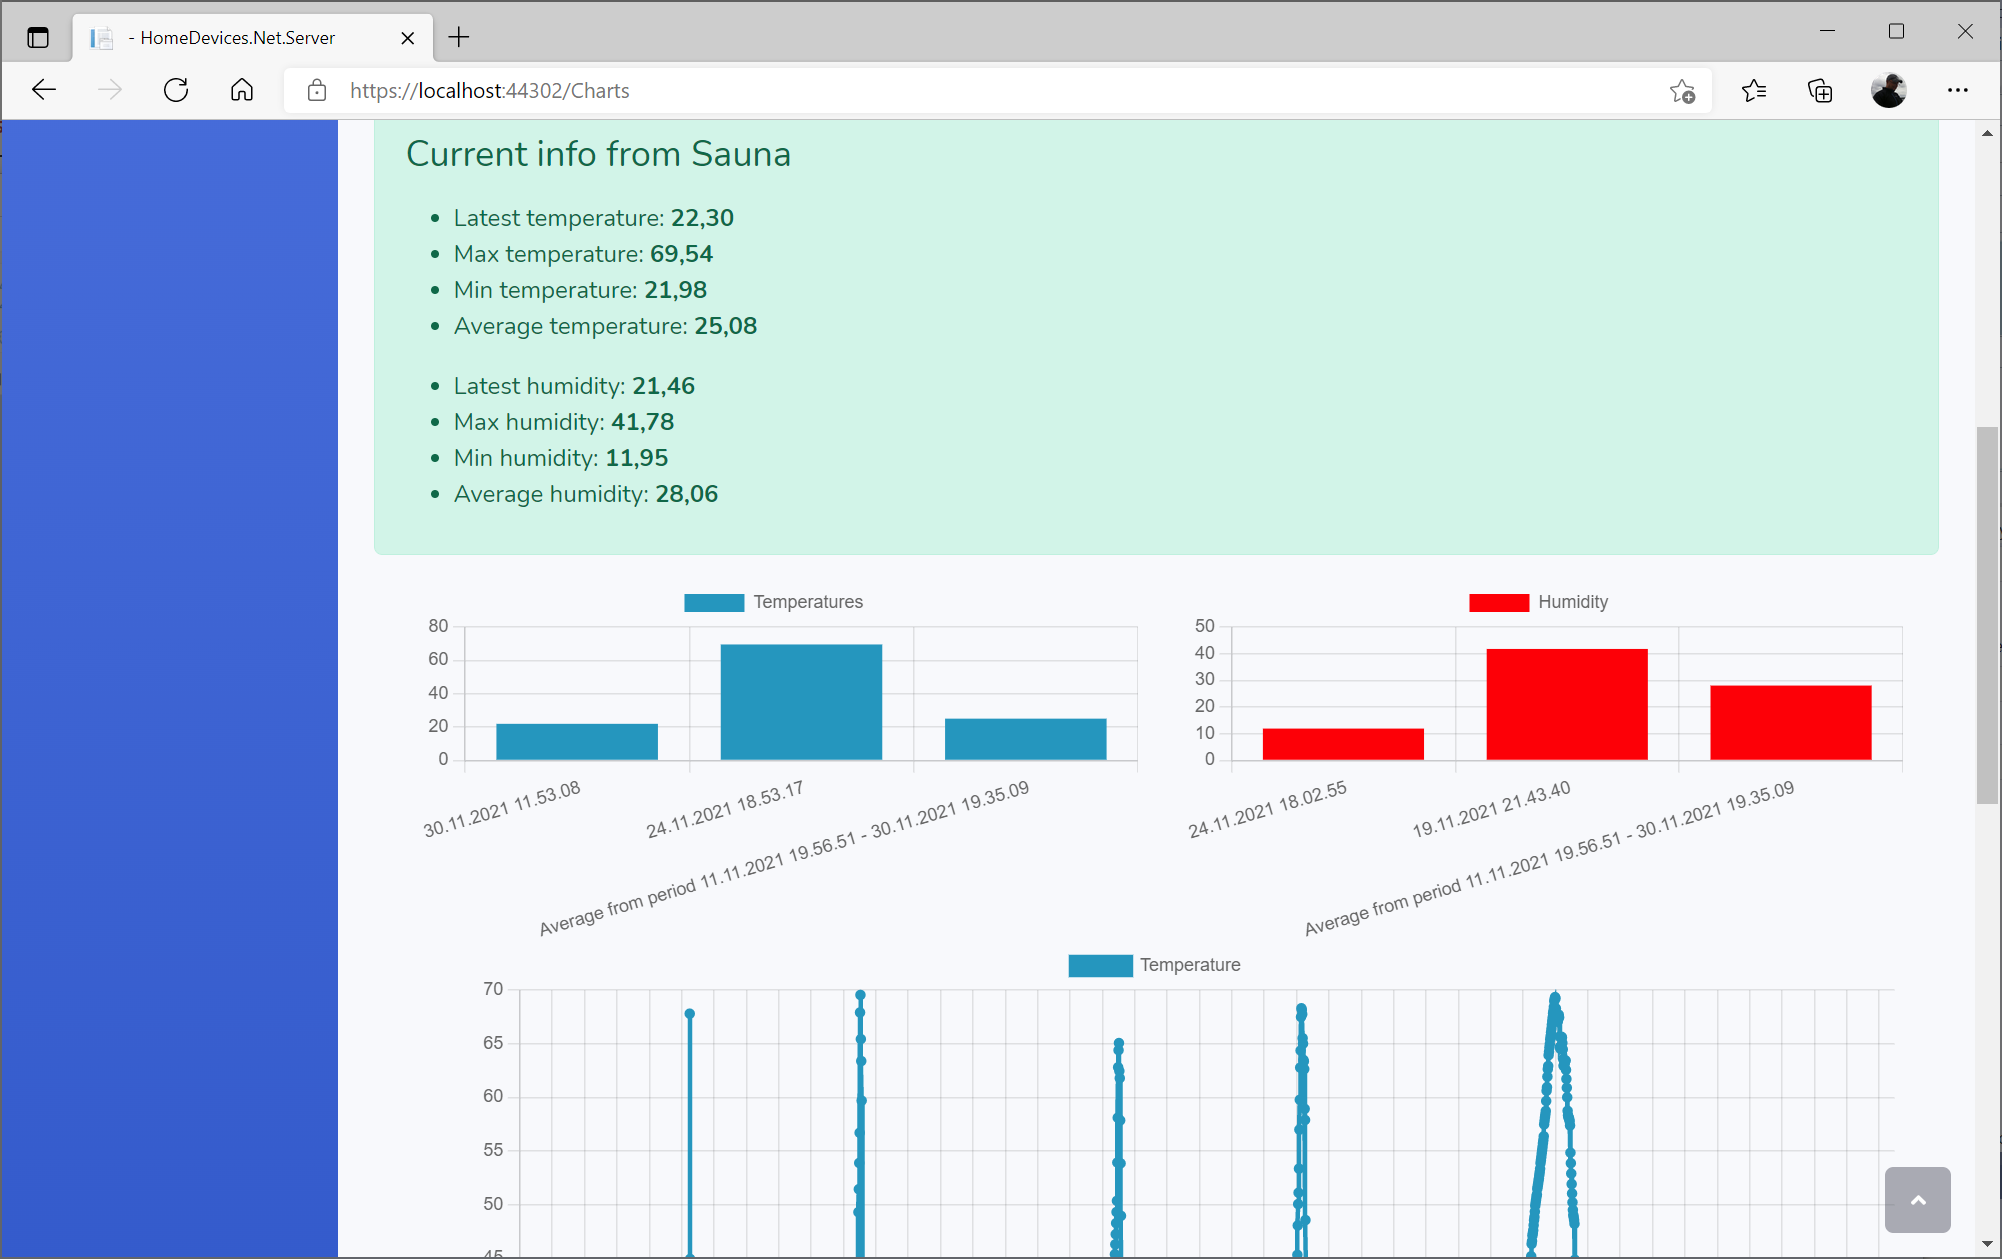 - HomeDevices.Net.Server
https://localhost:44302/Charts
Current info from Sauna
Latest temperature: 22,30
Max temperature: 69,54
Min temperature: 21,98
Average temperature: 25,08
Latest humidity: 21,46
Max humidity: 41,78
Min humidity: 11,95
Average humidity: 28,06
Temperatures
80
60
40
20
0
30.11.2021 11.53.08
24.11.2021 18.53.17
Average from period 11.11.2021 19.56.51 - 30.11.2021 19.35.09
Humidity
50
40
30
20
10
0
24.11.2021 18.02.55
19.11.2021 21.43.40
Average from period 11.11.2021 19.56.51 - 30.11.2021 19.35.09
Temperature
70
65
60
55
50
45